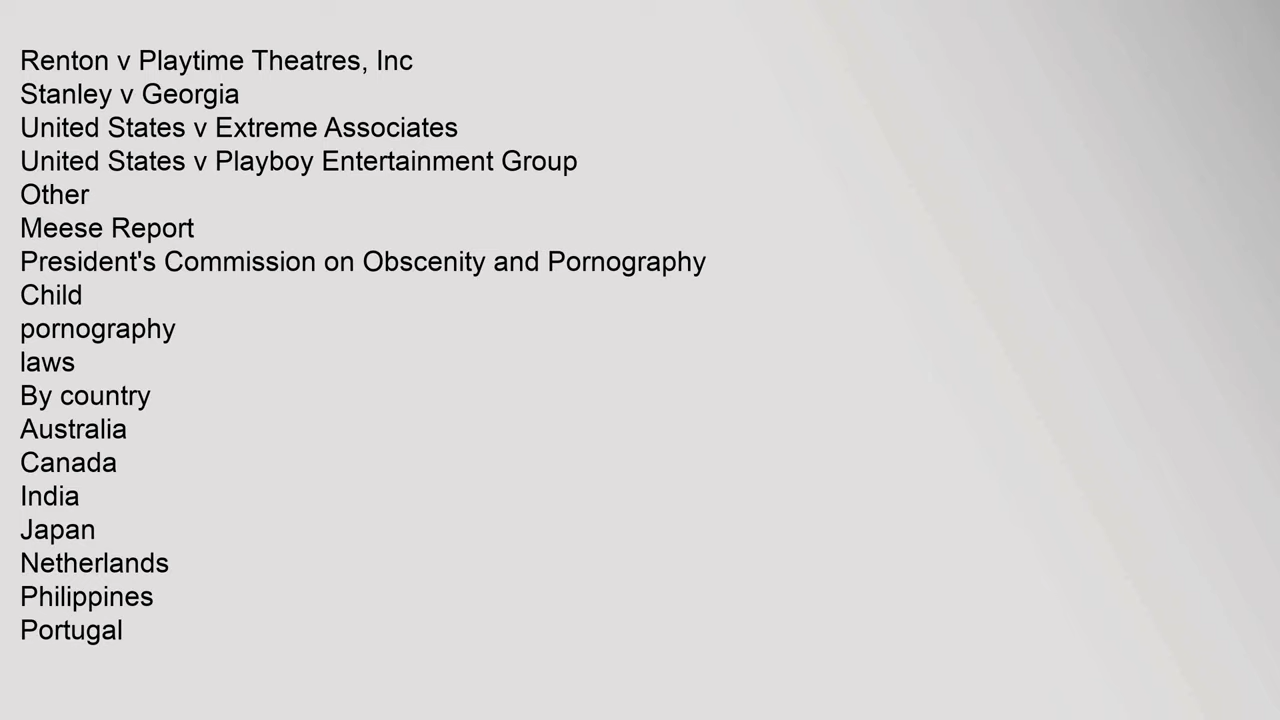 Renton v Playtime Theatres, Inc
Stanley v Georgia
United States v Extreme Associates
United States v Playboy Entertainment Group
Other
Meese Report
President's Commission on Obscenity and Pornography
Child
pornography
laws
By country
Australia
Canada
India
Japan
Netherlands
Philippines
Portugal